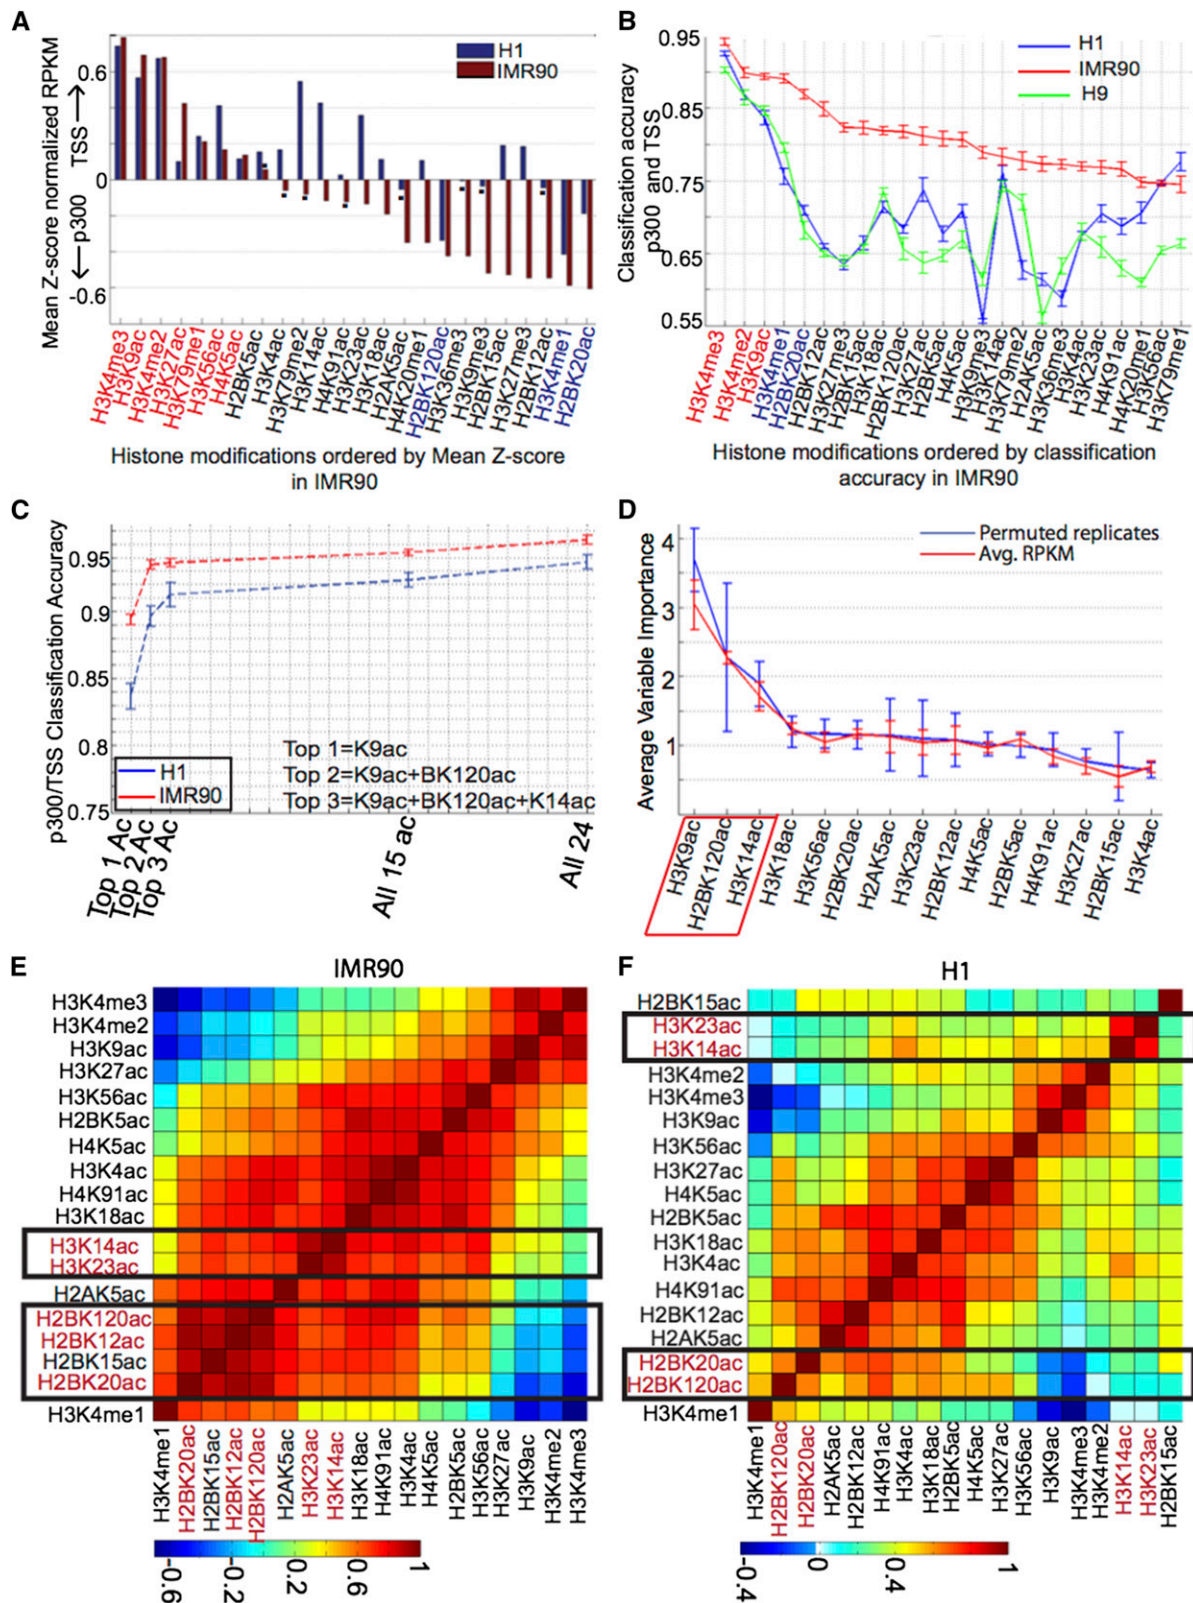 A
Mean Z-score normalized RPKM
p300 TSS
0.6
0
-0.6
H1
IMR90
H3K4me3
H3K9ac
H3K4me2
H3K27ac
H3K79me1
H3K56ac
H4K5ac
H2BK5ac
H3K4ac
H3K79me2
H3K14ac
H4K91ac
H3K23ac
H3K18ac
H2AK5ac
H4K20me1
H2BK120ac
H3K36me3
H3K9me3
H2BK15ac
H3K27me3
H2BK12ac
H3K4me1
H2BK20ac
Histone modifications ordered by Mean Z-score
in IMR90
B
Classification accuracy
p300 and TSS
0.95
0.85
0.75
0.65
0.55
H1
IMR90
H9
H3K4me3
H3K4me2
H3K9ac
H3K4me1
H2BK20ac
H2BK12ac
H3K27me3
H2BK15ac
H3K18ac
H2BK120ac
H3K27ac
H2BK5ac
H4K5ac
H3K9me3
H3K14ac
H3K79me2
H2AK5ac
H3K36me3
H3K4ac
H3K23ac
H4K91ac
H4K20me1
H3K56ac
H3K79me1
Histone modifications ordered by classification
accuracy in IMR90
C
p300/TSS Classification Accuracy
0.95
0.9
0.85
0.8
0.75
H1
IMR90
Top 1=K9ac
Top 2=K9ac+BK120ac
Top 3=K9ac+BK120ac+K14ac
Top 1 Ac
Top 2 Ac
Top 3 Ac
All 15 ac
All 24
D
Average Variable Importance
4
3
2
1
Permuted replicates
Avg. RPKM
H3K9ac
H2BK120ac
H3K14ac
H3K18ac
H3K56ac
H2BK20ac
H2AK5ac
H3K23ac
H2BK12ac
H4K5ac
H2BK5ac
H4K91ac
H3K27ac
H2BK15ac
H3K4ac
E
IMR90
H3K4me3
H3K4me2
H3K9ac
H3K27ac
H3K56ac
H2BK5ac
H4K5ac
H3K4ac
H4K91ac
H3K18ac
H3K14ac
H3K23ac
H2AK5ac
H2BK120ac
H2BK12ac
H2BK15ac
H2BK20ac
H3K4me1
H3K4me1
H2BK20ac
H2BK15ac
H2BK12ac
H2BK120ac
H2AK5ac
H3K23ac
H3K14ac
H3K18ac
H4K91ac
H3K4ac
H4K5ac
H2BK5ac
H3K56ac
H3K27ac
H3K9ac
H3K4me2
H3K4me3
-0.6
-0.2
0.2
0.6
1
F
H1
H2BK15ac
H3K23ac
H3K14ac
H3K4me2
H3K4me3
H3K9ac
H3K56ac
H3K27ac
H4K5ac
H2BK5ac
H3K18ac
H3K4ac
H4K91ac
H2BK12ac
H2AK5ac
H2BK20ac
H2BK120ac
H3K4me1
H3K4me1
H2BK120ac
H2BK20ac
H2AK5ac
H2BK12ac
H4K91ac
H3K4ac
H3K18ac
H2BK5ac
H4K5ac
H3K27ac
H3K56ac
H3K9ac
H3K4me3
H3K4me2
H3K14ac
H3K23ac
H2BK15ac
-0.4
0
0.4
1